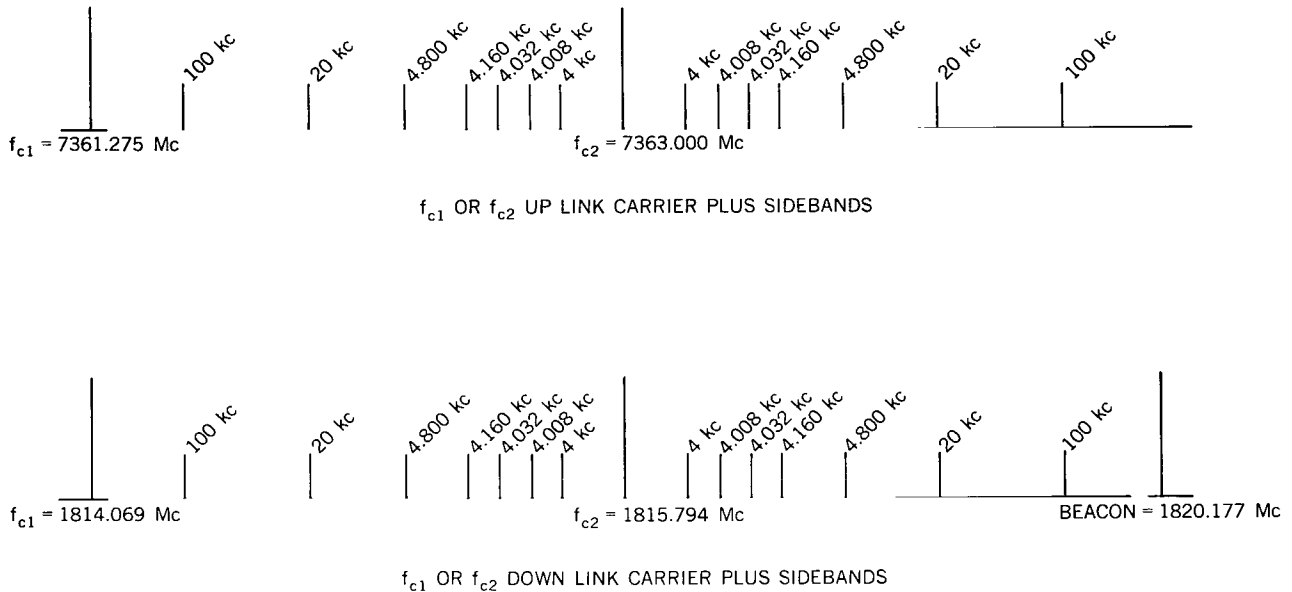 100 kc
20 kc
4.800 kc
4.160 kc
4.032 kc
4.008 kc
4 kc
4 kc
4.008 kc
4.032 kc
4.160 kc
4.800 kc
20 kc
100 kc
fc1 = 7361.275 Mc
fc2 = 7363.000 Mc
fc1 OR fc2 UP LINK CARRIER PLUS SIDEBANDS
100 kc
20 kc
4.800 kc
4.160 kc
4.032 kc
4.008 kc
4 kc
4 kc
4.008 kc
4.032 kc
4.160 kc
4.800 kc
20 kc
100 kc
fc1 = 1814.069 Mc
fc2 = 1815.794 Mc
BEACON = 1820.177 Mc
fc1 OR fc2 DOWN LINK CARRIER PLUS SIDEBANDS